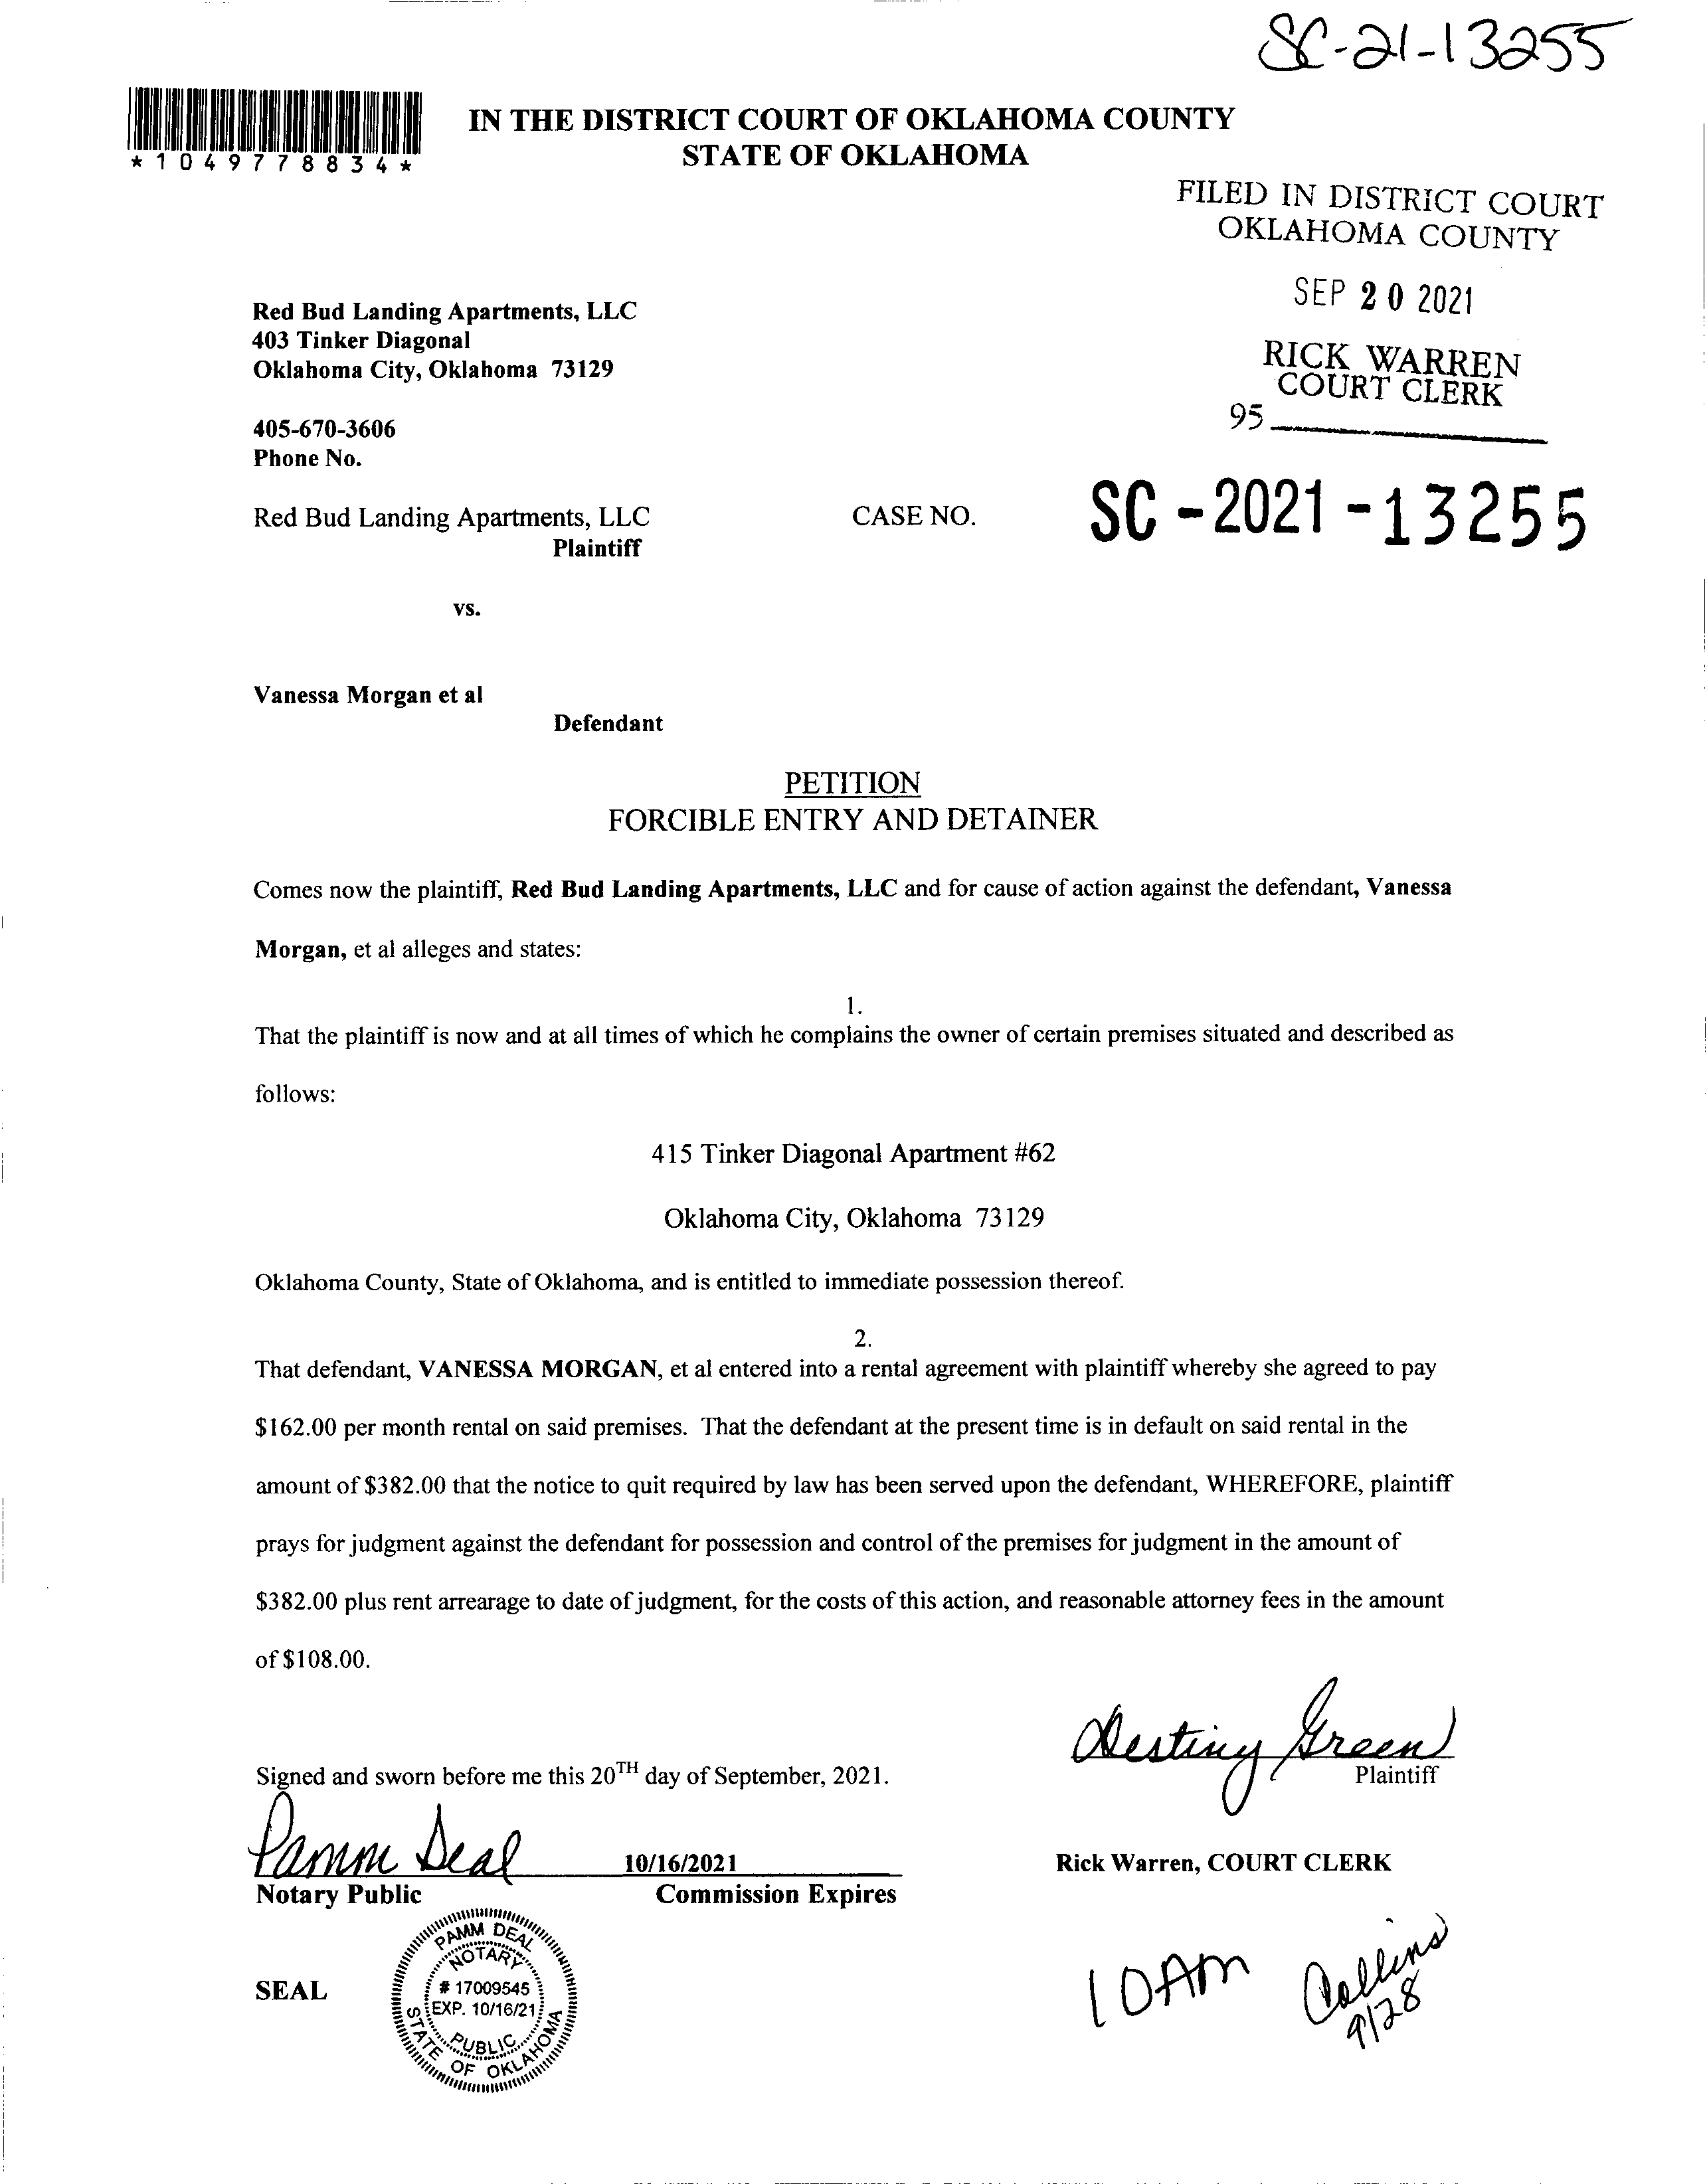 SC-21-13255
*1049778834*
IN THE DISTRICT COURT OF OKLAHOMA COUNTY
STATE OF OKLAHOMA
FILED IN DISTRICT COURT
OKLAHOMA COUNTY
SEP 20 2021
RICK WARREN
COURT CLERK
95
Red Bud Landing Apartments, LLC
403 Tinker Diagonal
Oklahoma City, Oklahoma 73129
405-670-3606
Phone No.
Red Bud Landing Apartments, LLC CASE NO. SC-2021-13255
Plaintiff
vs.
Vanessa Morgan et al
Defendant
PETITION
FORCIBLE ENTRY AND DETAINER
Comes now the plaintiff, Red Bud Landing Apartments, LLC and for cause of action against the defendant, Vanessa
Morgan, et al alleges and states:
1.
That the plaintiff is now and at all times of which he complains the owner of certain premises situated and described as
follows:
415 Tinker Diagonal Apartment #62
Oklahoma City, Oklahoma 73129
Oklahoma County, State of Oklahoma, and is entitled to immediate possession thereof.
2.
That defendant, VANESSA MORGAN, et al entered into a rental agreement with plaintiff whereby she agreed to pay
$162.00 per month rental on said premises. That the defendant at the present time is in default on said rental in the
amount of $382.00 that the notice to quit required by law has been served upon the defendant, WHEREFORE, plaintiff
prays for judgment against the defendant for possession and control of the premises for judgment in the amount of
$382.00 plus rent arrearage to date of judgment, for the costs of this action, and reasonable attorney fees in the amount
of $108.00.
Destiny Green
Signed and sworn before me this 20TH day of September, 2021. Plaintiff
Pamm Deal 10/16/2021 Rick Warren, COURT CLERK
Notary Public Commission Expires
SEAL
PAMM DEAL
NOTARY
# 17009545
EXP. 10/16/21
PUBLIC
STATE OF OKLAHOMA
10AM Collins
9/28